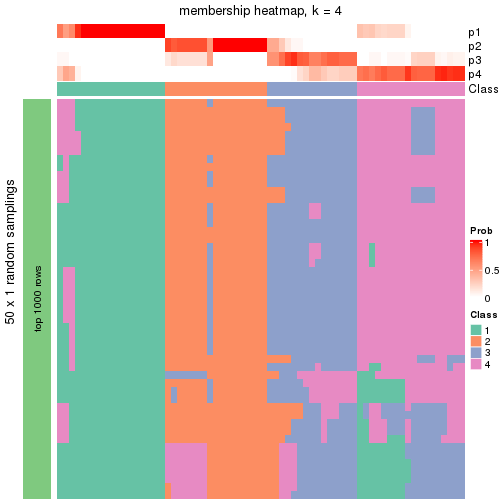 membership heatmap, k = 4
p1
p2
p3
p4
Class
50 x 1 random samplings
top 1000 rows
Prob
1
0.5
0
Class
1
2
3
4